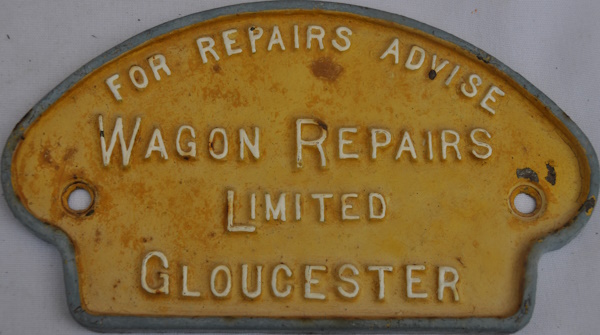 FOR REPAIRS ADVISE
WAGON REPAIRS
LIMITED
GLOUCESTER